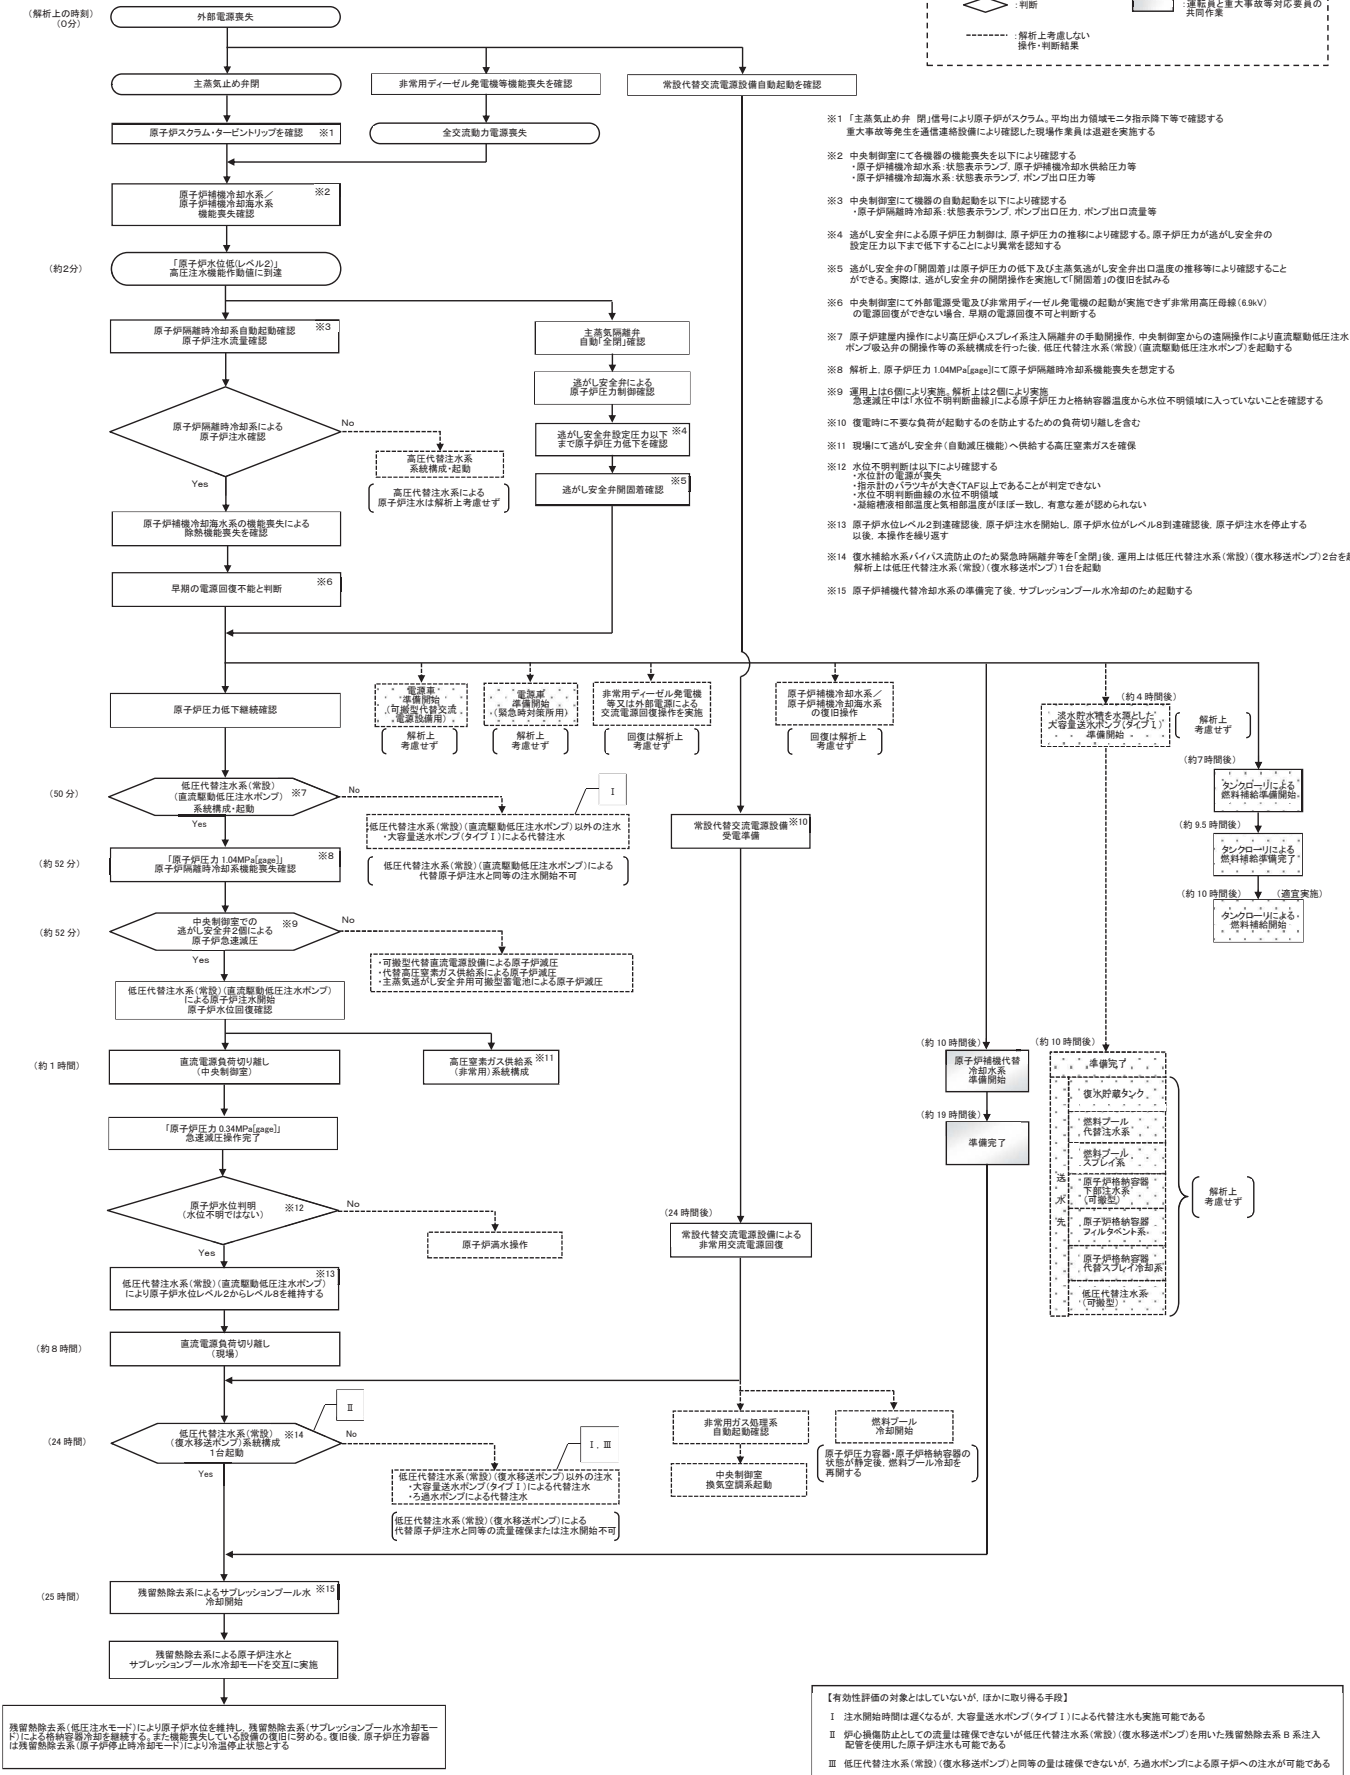 (解析上の時刻)
(0分)
外部電源喪失
:判断
:運転員と重大事故等対応要員の
共同作業
:解析上考慮しない
操作・判断結果
主蒸気止め弁閉
非常用ディーゼル発電機等機能喪失を確認
常設代替交流電源設備自動起動を確認
原子炉スクラム・タービントリップを確認 ※1
全交流動力電源喪失
原子炉補機冷却水系/
原子炉補機冷却海水系
機能喪失確認
※2
(約2分)
「原子炉水位低(レベル2)」
高圧注水機能作動値に到達
原子炉隔離時冷却系自動起動確認
原子炉注水流量確認
※3
主蒸気隔離弁
自動「全閉」確認
逃がし安全弁による
原子炉圧力制御確認
原子炉隔離時冷却系による
原子炉注水確認
No
Yes
高圧代替注水系
系統構成・起動
高圧代替注水系による
原子炉注水は解析上考慮せず
逃がし安全弁設定圧力以下
まで原子炉圧力低下を確認
※4
逃がし安全弁開固着確認 ※5
原子炉補機冷却海水系の機能喪失による
除熱機能喪失を確認
早期の電源回復不能と判断 ※6
※1 「主蒸気止め弁 閉」信号により原子炉がスクラム。平均出力領域モニタ指示降下等で確認する
重大事故等発生を通信連絡設備により確認した現場作業員は退避を実施する
※2 中央制御室にて各機器の機能喪失を以下により確認する
・原子炉補機冷却水系:状態表示ランプ,原子炉補機冷却水供給圧力等
・原子炉補機冷却海水系:状態表示ランプ,ポンプ出口圧力等
※3 中央制御室にて機器の自動起動を以下により確認する
・原子炉隔離時冷却系:状態表示ランプ,ポンプ出口圧力,ポンプ出口流量等
※4 逃がし安全弁による原子炉圧力制御は,原子炉圧力の推移により確認する。原子炉圧力が逃がし安全弁の
設定圧力以下まで低下することにより異常を認知する
※5 逃がし安全弁の「開固着」は原子炉圧力の低下及び主蒸気逃がし安全弁出口温度の推移等により確認すること
ができる。実際は,逃がし安全弁の開閉操作を実施して「開固着」の復旧を試みる
※6 中央制御室にて外部電源受電及び非常用ディーゼル発電機の起動が実施できず非常用高圧母線(6.9kV)
の電源回復ができない場合,早期の電源回復不可と判断する
※7 原子炉建屋内操作により高圧炉心スプレイ系注入隔離弁の手動開操作,中央制御室からの遠隔操作により直流駆動低圧注水
ポンプ吸込弁の開操作等の系統構成を行った後,低圧代替注水系(常設)(直流駆動低圧注水ポンプ)を起動する
※8 解析上,原子炉圧力 1.04MPa[gage]にて原子炉隔離時冷却系機能喪失を想定する
※9 運用上は6個により実施。解析上は2個により実施
急速減圧中は「水位不明判断曲線」による原子炉圧力と格納容器温度から水位不明領域に入っていないことを確認する
※10 復電時に不要な負荷が起動するのを防止するための負荷切り離しを含む
※11 現場にて逃がし安全弁(自動減圧機能)へ供給する高圧窒素ガスを確保
※12 水位不明判断は以下により確認する
・水位計の電源が喪失
・指示計のバラツキが大きくTAF以上であることが判定できない
・水位不明判断曲線の水位不明領域
・凝縮槽液相部温度と気相部温度がほぼ一致し,有意な差が認められない
※13 原子炉水位レベル2到達確認後,原子炉注水を開始し,原子炉水位がレベル8到達確認後,原子炉注水を停止する
以後,本操作を繰り返す
※14 復水補給水系バイパス流防止のため緊急時隔離弁等を「全閉」後,運用上は低圧代替注水系(常設)(復水移送ポンプ)2台を
解析上は低圧代替注水系(常設)(復水移送ポンプ)1台を起動
※15 原子炉補機代替冷却水系の準備完了後,サプレッションプール水冷却のため起動する
原子炉圧力低下継続確認
電源車
準備開始
(可搬型代替交流
電源設備用)
解析上
考慮せず
電源車
準備開始
(緊急時対策所用)
解析上
考慮せず
非常用ディーゼル発電機
等又は外部電源による
交流電源回復操作を実施
回復は解析上
考慮せず
原子炉補機冷却水系/
原子炉補機冷却海水系
の復旧操作
回復は解析上
考慮せず
(約4時間後)
淡水貯水槽を水源とした
大容量送水ポンプ(タイプⅠ)
準備開始
解析上
考慮せず
(約7時間後)
タンクローリによる
燃料補給準備開始
(約 9.5 時間後)
タンクローリによる
燃料補給準備完了
(約 10 時間後) (適宜実施)
タンクローリによる
燃料補給開始
(50 分)
低圧代替注水系(常設)
(直流駆動低圧注水ポンプ)
系統構成・起動
※7
No
Yes
Ⅰ
低圧代替注水系(常設)(直流駆動低圧注水ポンプ)以外の注水
・大容量送水ポンプ(タイプⅠ)による代替注水
低圧代替注水系(常設)(直流駆動低圧注水ポンプ)による
代替原子炉注水と同等の注水開始不可
常設代替交流電源設備
受電準備
※10
(約 52 分)
「原子炉圧力 1.04MPa[gage]」
原子炉隔離時冷却系機能喪失確認
※8
(約 52 分)
中央制御室での
逃がし安全弁2個による
原子炉急速減圧
※9
No
Yes
・可搬型代替直流電源設備による原子炉減圧
・代替高圧窒素ガス供給系による原子炉減圧
・主蒸気逃がし安全弁用可搬型蓄電池による原子炉減圧
低圧代替注水系(常設)(直流駆動低圧注水ポンプ)
による原子炉注水開始
原子炉水位回復確認
(約 1 時間)
直流電源負荷切り離し
(中央制御室)
高圧窒素ガス供給系
(非常用)系統構成
※11
「原子炉圧力 0.34MPa[gage]」
急速減圧操作完了
(約 10 時間後)
原子炉補機代替
冷却水系
準備開始
(約 19 時間後)
準備完了
(約 10 時間後)
準備完了
送水先
復水貯蔵タンク
燃料プール
代替注水系
燃料プール
スプレイ系
原子炉格納容器
下部注水系
(可搬型)
原子炉格納容器
フィルタベント系
原子炉格納容器
代替スプレイ冷却系
低圧代替注水系
(可搬型)
解析上
考慮せず
原子炉水位判明
(水位不明ではない)
※12
No
Yes
原子炉満水操作
(24 時間後)
常設代替交流電源設備による
非常用交流電源回復
低圧代替注水系(常設)(直流駆動低圧注水ポンプ)
により原子炉水位レベル2からレベル8を維持する
※13
(約 8 時間)
直流電源負荷切り離し
(現場)
Ⅱ
(24 時間)
低圧代替注水系(常設)
(復水移送ポンプ)系統構成
1台起動
※14
No
Yes
Ⅰ,Ⅲ
低圧代替注水系(常設)(復水移送ポンプ)以外の注水
・大容量送水ポンプ(タイプⅠ)による代替注水
・ろ過水ポンプによる代替注水
低圧代替注水系(常設)(復水移送ポンプ)による
代替原子炉注水と同等の流量確保または注水開始不可
非常用ガス処理系
自動起動確認
中央制御室
換気空調系起動
燃料プール
冷却開始
原子炉圧力容器・原子炉格納容器の
状態が静定後,燃料プール冷却を
再開する
(25 時間)
残留熱除去系によるサプレッションプール水
冷却開始
※15
残留熱除去系による原子炉注水と
サプレッションプール水冷却モードを交互に実施
残留熱除去系(低圧注水モード)により原子炉水位を維持し,残留熱除去系(サプレッションプール水冷却モー
ド)による格納容器冷却を継続する。また機能喪失している設備の復旧に努める。復旧後,原子炉圧力容器
は残留熱除去系(原子炉停止時冷却モード)により冷温停止状態とする
【有効性評価の対象とはしていないが,ほかに取り得る手段】
Ⅰ 注水開始時間は遅くなるが,大容量送水ポンプ(タイプⅠ)による代替注水も実施可能である
Ⅱ 炉心損傷防止としての流量は確保できないが低圧代替注水系(常設)(復水移送ポンプ)を用いた残留熱除去系 B 系注入
配管を使用した原子炉注水も可能である
Ⅲ 低圧代替注水系(常設)(復水移送ポンプ)と同等の量は確保できないが,ろ過水ポンプによる原子炉への注水が可能である